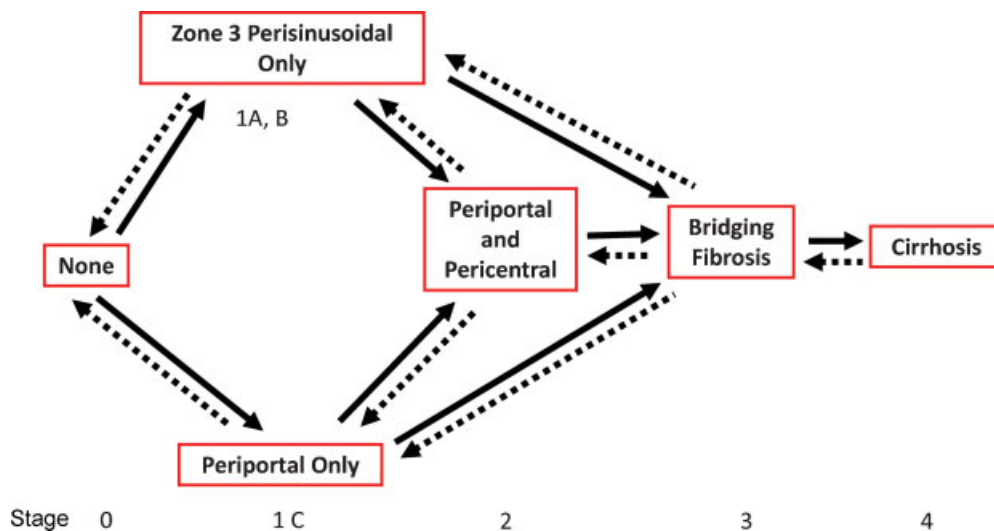 Zone 3 Perisinusoidal
Only
1A, B
Periportal
and
Pericentral
Bridging
Fibrosis
Cirrhosis
None
Periportal Only
Stage 0 1 C 2 3 4